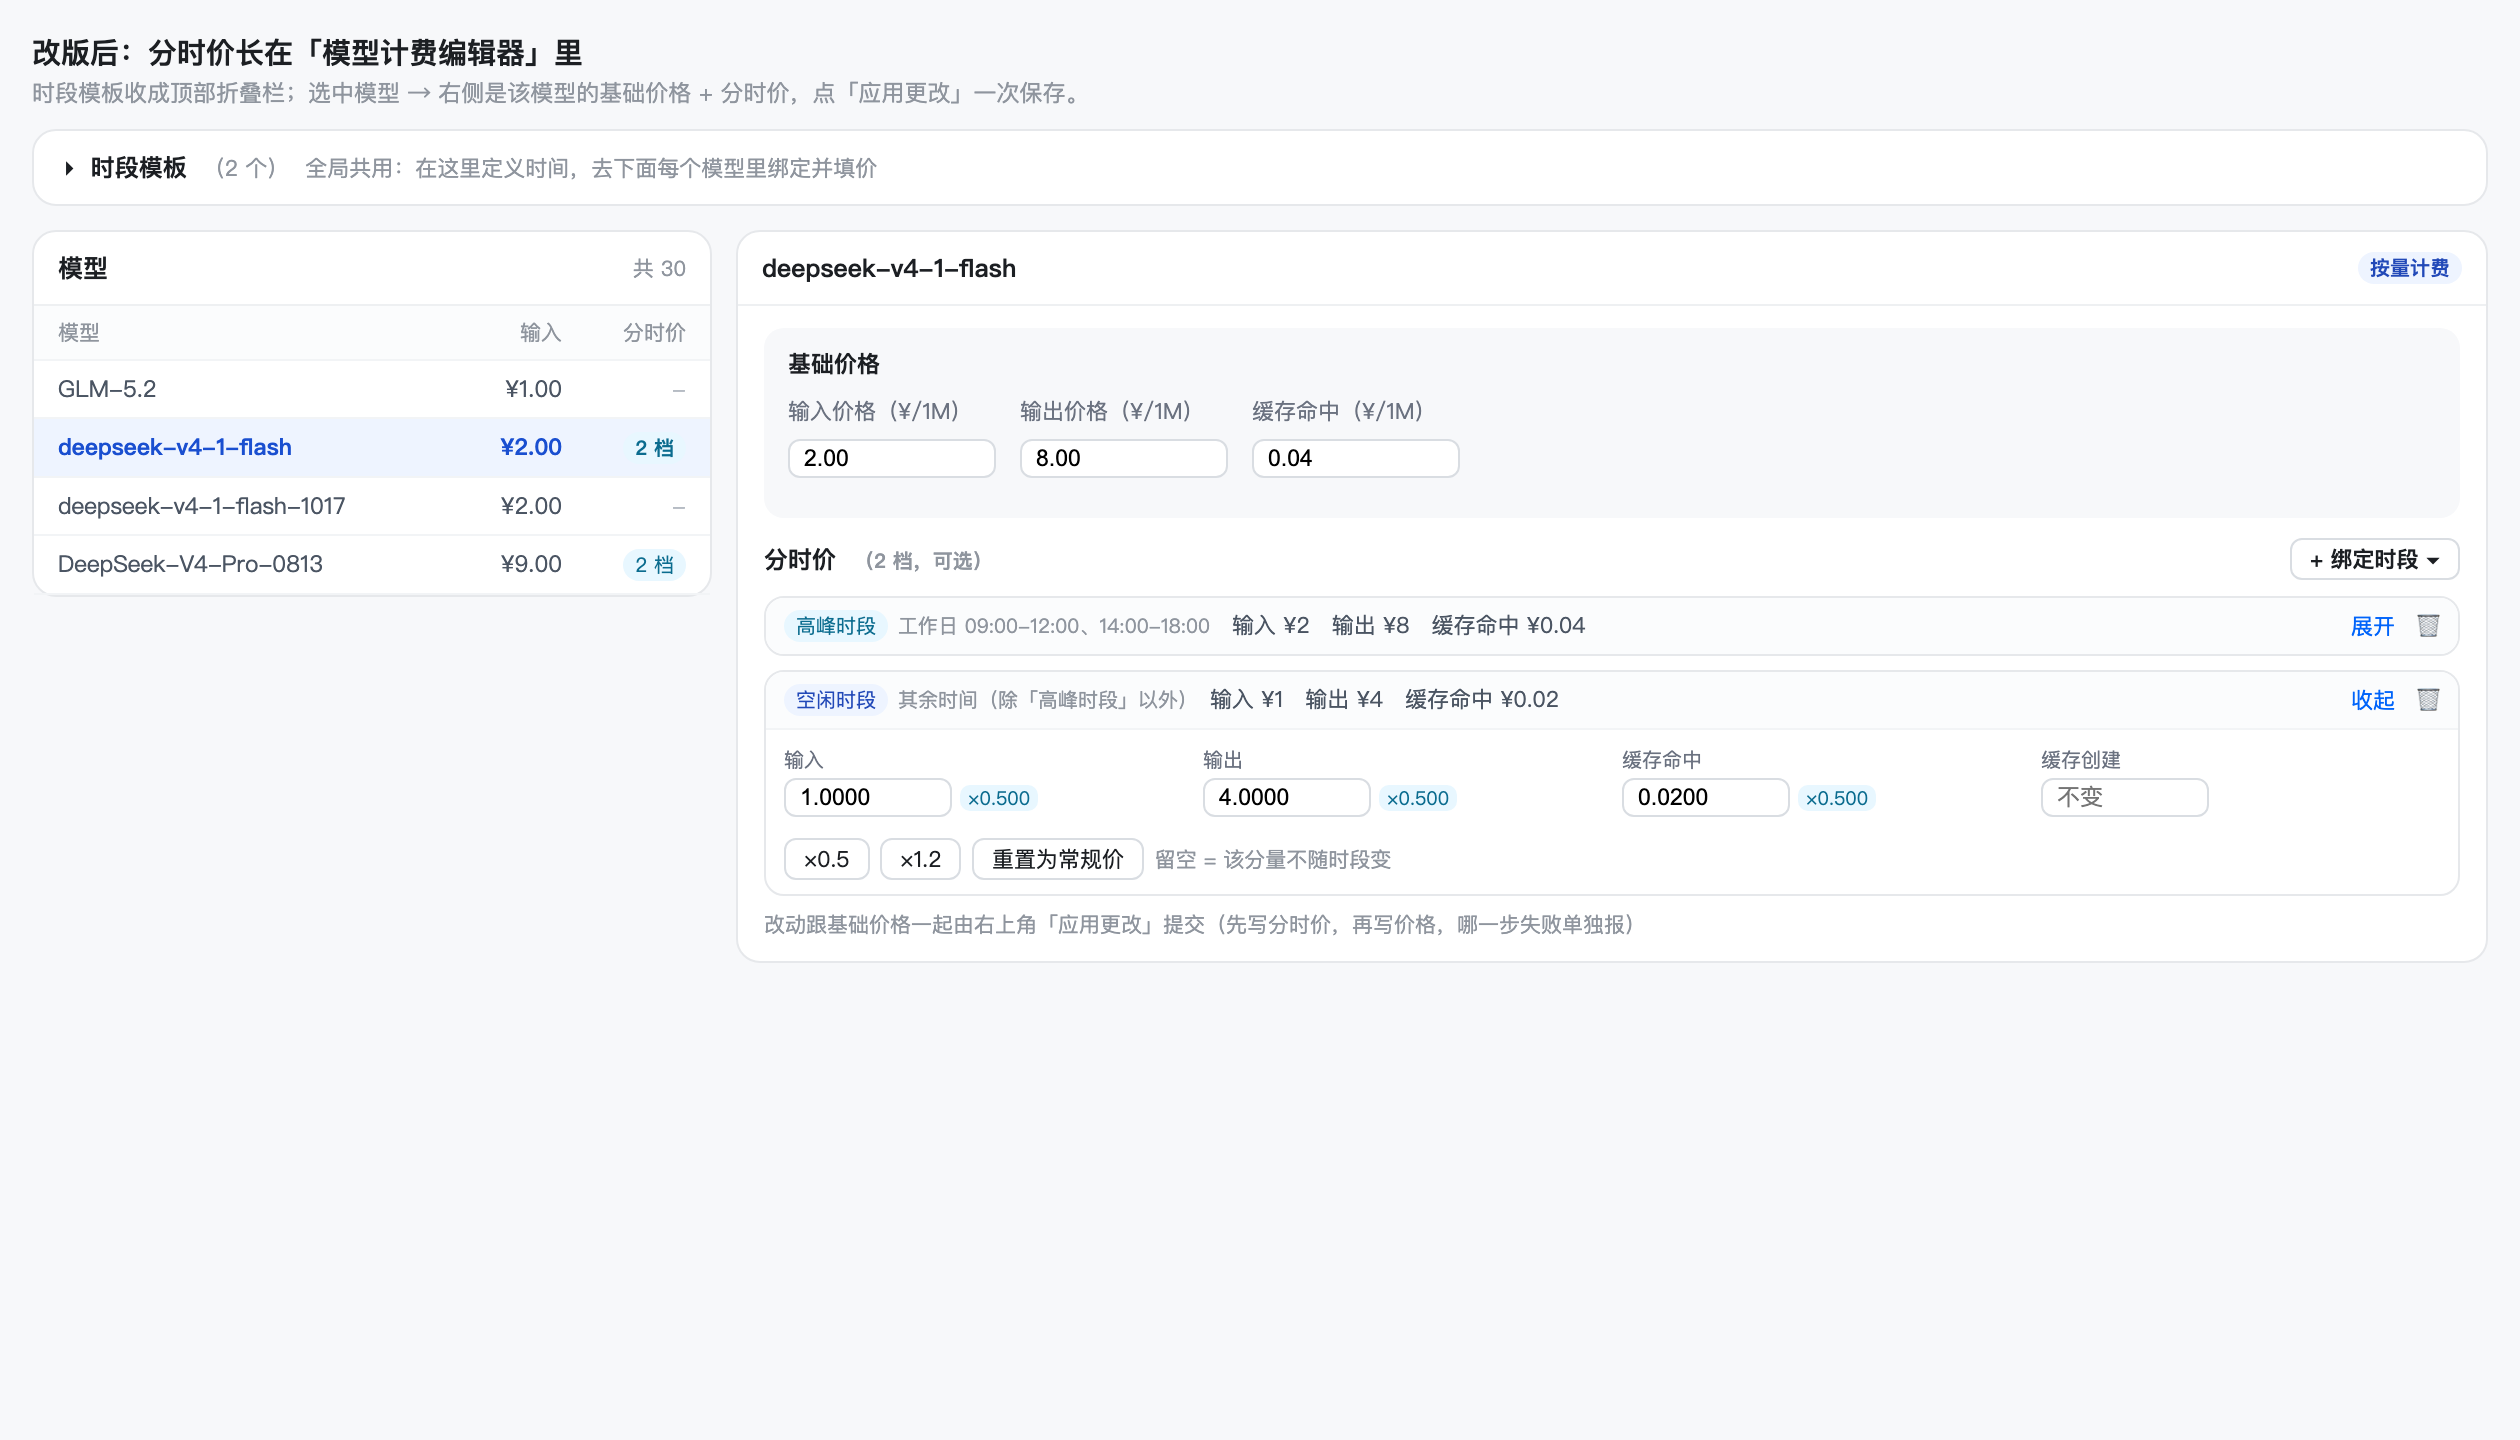 改版后：分时价长在「模型计费编辑器」里
时段模板收成顶部折叠栏；选中模型 → 右侧是该模型的基础价格 + 分时价，点「应用更改」一次保存。
时段模板 （2 个） 全局共用：在这里定义时间，去下面每个模型里绑定并填价
模型 共 30
模型 输入 分时价
GLM-5.2 ¥1.00 –
deepseek-v4-1-flash ¥2.00 2 档
deepseek-v4-1-flash-1017 ¥2.00 –
DeepSeek-V4-Pro-0813 ¥9.00 2 档
deepseek-v4-1-flash 按量计费
基础价格
输入价格（¥/1M） 输出价格（¥/1M） 缓存命中（¥/1M）
2.00 8.00 0.04
分时价 （2 档，可选） + 绑定时段
高峰时段 工作日 09:00-12:00、14:00-18:00 输入 ¥2 输出 ¥8 缓存命中 ¥0.04 展开
空闲时段 其余时间（除「高峰时段」以外） 输入 ¥1 输出 ¥4 缓存命中 ¥0.02 收起
输入 输出 缓存命中 缓存创建
1.0000 ×0.500 4.0000 ×0.500 0.0200 ×0.500 不变
×0.5 ×1.2 重置为常规价 留空 = 该分量不随时段变
改动跟基础价格一起由右上角「应用更改」提交（先写分时价，再写价格，哪一步失败单独报）